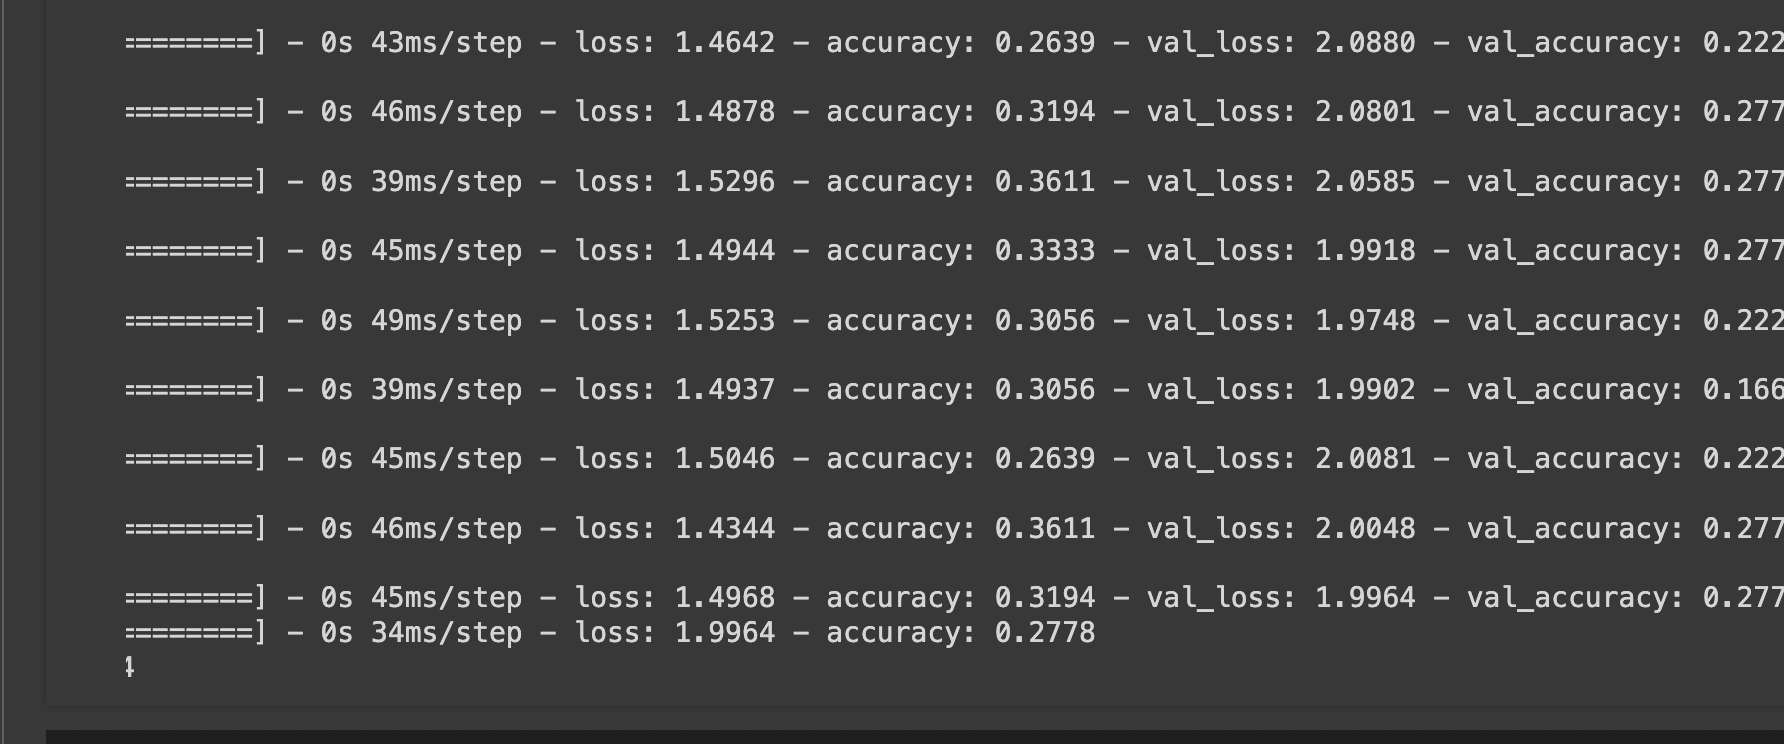 ========] - 0s 43ms/step - loss: 1.4642 - accuracy: 0.2639 - val_loss: 2.0880 - val_accuracy: 0.222
========] - 0s 46ms/step - loss: 1.4878 - accuracy: 0.3194 - val_loss: 2.0801 - val_accuracy: 0.277
========] - 0s 39ms/step - loss: 1.5296 - accuracy: 0.3611 - val_loss: 2.0585 - val_accuracy: 0.277
========] - 0s 45ms/step - loss: 1.4944 - accuracy: 0.3333 - val_loss: 1.9918 - val_accuracy: 0.277
========] - 0s 49ms/step - loss: 1.5253 - accuracy: 0.3056 - val_loss: 1.9748 - val_accuracy: 0.222
========] - 0s 39ms/step - loss: 1.4937 - accuracy: 0.3056 - val_loss: 1.9902 - val_accuracy: 0.166
========] - 0s 45ms/step - loss: 1.5046 - accuracy: 0.2639 - val_loss: 2.0081 - val_accuracy: 0.222
========] - 0s 46ms/step - loss: 1.4344 - accuracy: 0.3611 - val_loss: 2.0048 - val_accuracy: 0.277
========] - 0s 45ms/step - loss: 1.4968 - accuracy: 0.3194 - val_loss: 1.9964 - val_accuracy: 0.277
========] - 0s 34ms/step - loss: 1.9964 - accuracy: 0.2778
4